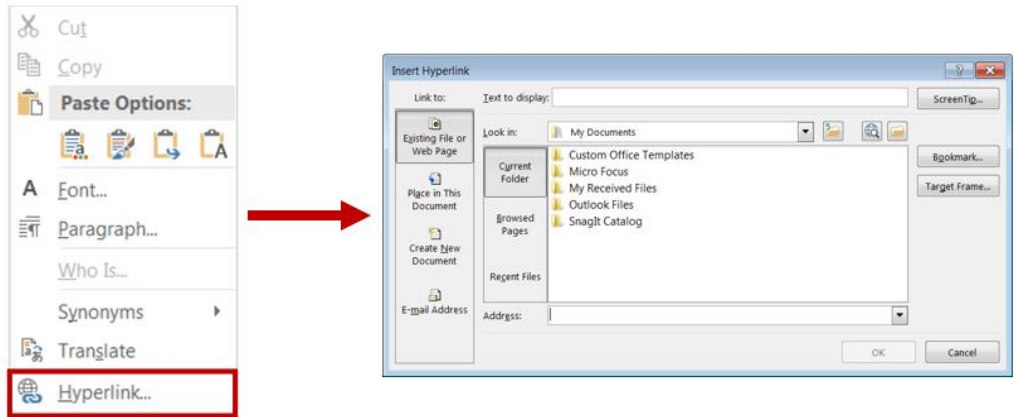 Cut
Copy
Paste Options:
Font...
Paragraph...
Who Is...
Synonyms
Translate
Hyperlink...
Insert Hyperlink
Link to:
Text to display:
ScreenTip...
Existing File or
Web Page
Look in:
My Documents
Current
Folder
Custom Office Templates
Micro Focus
My Received Files
Outlook Files
SnagIt Catalog
Bookmark...
Target Frame...
Place in This
Document
Browsed
Pages
Create New
Document
Recent Files
E-mail Address
Address:
OK
Cancel